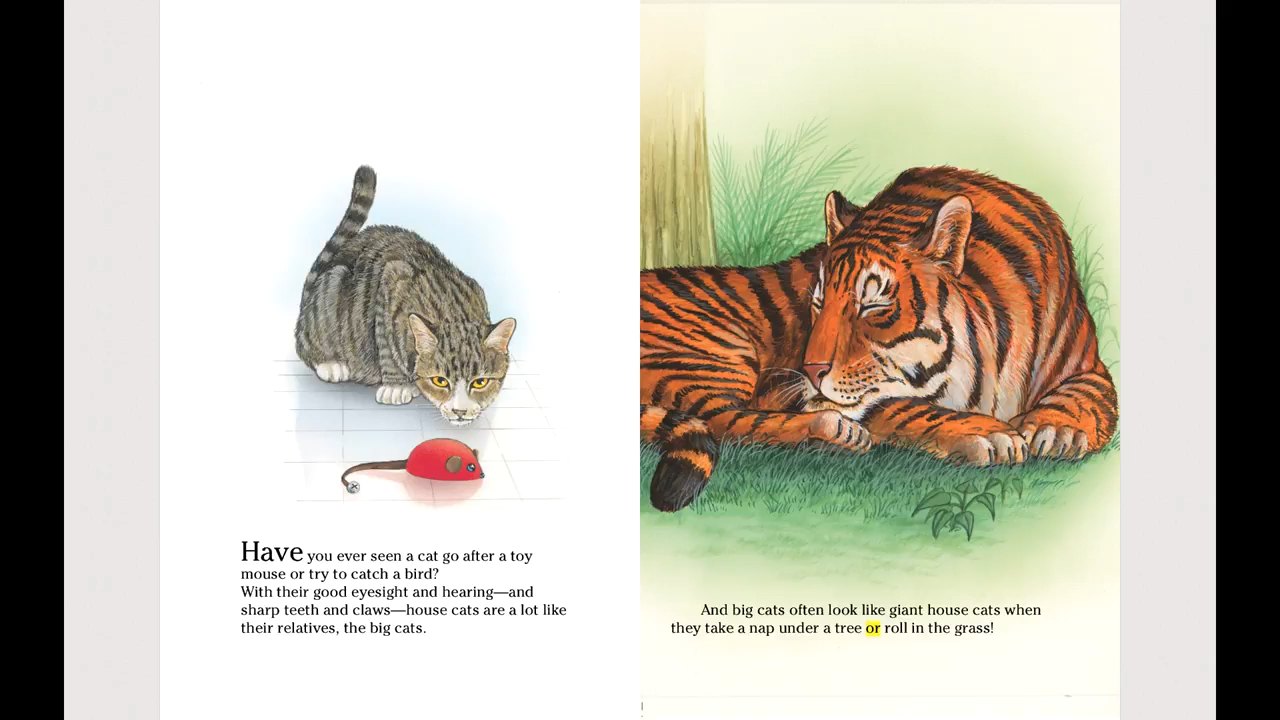 Have you ever seen a cat go after a toy
mouse or try to catch a bird?
With their good eyesight and hearing—and
sharp teeth and claws—house cats are a lot like
their relatives, the big cats.
And big cats often look like giant house cats when
they take a nap under a tree or roll in the grass!